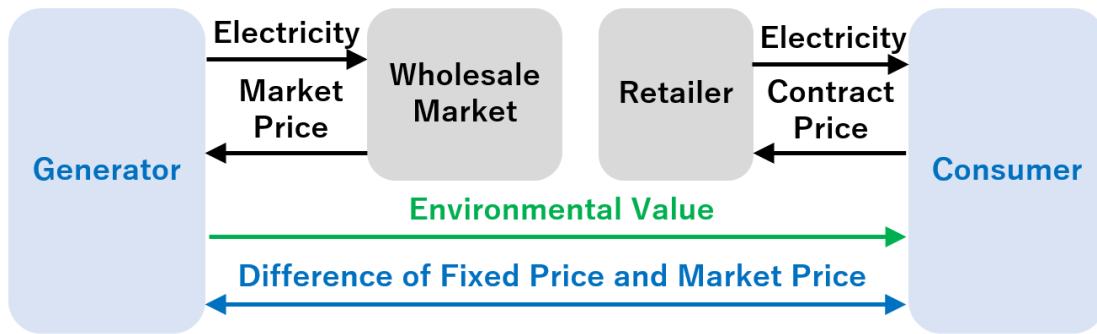 Electricity
Market
Price
Wholesale
Market
Retailer
Electricity
Contract
Price
Generator
Consumer
Environmental Value
Difference of Fixed Price and Market Price